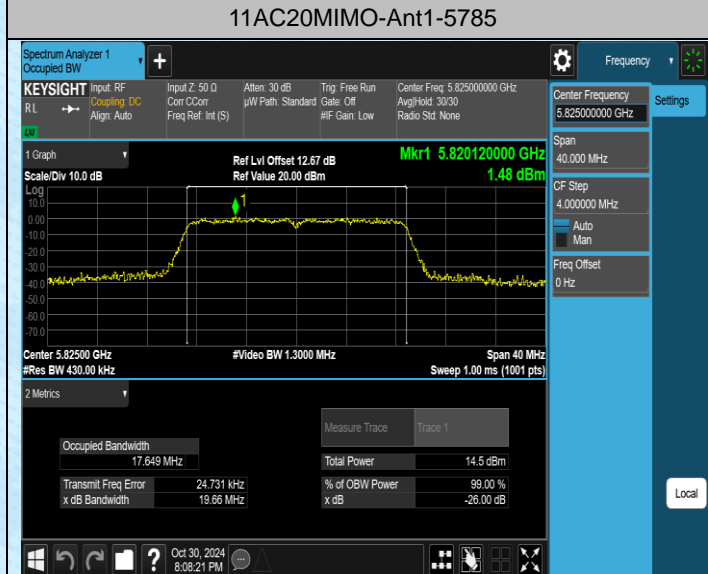 11AC20MIMO-Ant1-5785
Spectrum Analyzer 1
Occupied BW
+
Frequency
KEYSIGHT
RL
LXI
Input: RF
Coupling: DC
Align: Auto
Input Z: 50 Ω
Corr CCorr
Freq Ref: Int (S)
Atten: 30 dB
µW Path: Standard
Trig: Free Run
Gate: Off
#IF Gain: Low
Center Freq: 5.825000000 GHz
Avg|Hold: 30/30
Radio Std: None
Center Frequency
5.825000000 GHz
Settings
Span
40.000 MHz
CF Step
4.000000 MHz
Auto
Man
Freq Offset
0 Hz
1 Graph
Scale/Div 10.0 dB
Ref Lvl Offset 12.67 dB
Ref Value 20.00 dBm
Mkr1 5.820120000 GHz
1.48 dBm
Log
10.0
0.00
-10.0
-20.0
-30.0
-40.0
-50.0
-60.0
-70.0
1
Center 5.82500 GHz
#Res BW 430.00 kHz
#Video BW 1.3000 MHz
Span 40 MHz
Sweep 1.00 ms (1001 pts)
2 Metrics
Measure Trace
Trace 1
Occupied Bandwidth
17.649 MHz
Total Power 14.5 dBm
Transmit Freq Error 24.731 kHz
% of OBW Power 99.00 %
x dB Bandwidth 19.66 MHz
x dB -26.00 dB
Local
?
Oct 30, 2024
8:08:21 PM